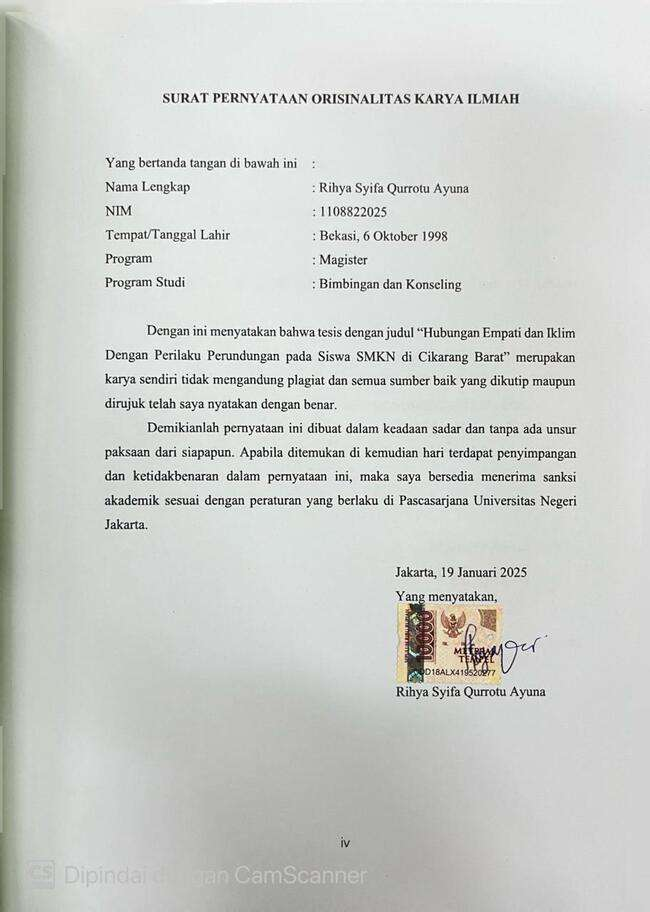 SURAT PERNYATAAN ORISINALITAS KARYA ILMIAH
Yang bertanda tangan di bawah ini :
Nama Lengkap : Rihya Syifa Qurrotu Ayuna
NIM : 1108822025
Tempat/Tanggal Lahir : Bekasi, 6 Oktober 1998
Program : Magister
Program Studi : Bimbingan dan Konseling
Dengan ini menyatakan bahwa tesis dengan judul “Hubungan Empati dan Iklim
Dengan Perilaku Perundungan pada Siswa SMKN di Cikarang Barat” merupakan
karya sendiri tidak mengandung plagiat dan semua sumber baik yang dikutip maupun
dirujuk telah saya nyatakan dengan benar.
Demikianlah pernyataan ini dibuat dalam keadaan sadar dan tanpa ada unsur
paksaan dari siapapun. Apabila ditemukan di kemudian hari terdapat penyimpangan
dan ketidakbenaran dalam pernyataan ini, maka saya bersedia menerima sanksi
akademik sesuai dengan peraturan yang berlaku di Pascasarjana Universitas Negeri
Jakarta.
Jakarta, 19 Januari 2025
Yang menyatakan,
10000
METERAI
TEMPEL
DD18ALX419520277
Rihya Syifa Qurrotu Ayuna
iv
CS Dipindai dengan CamScanner